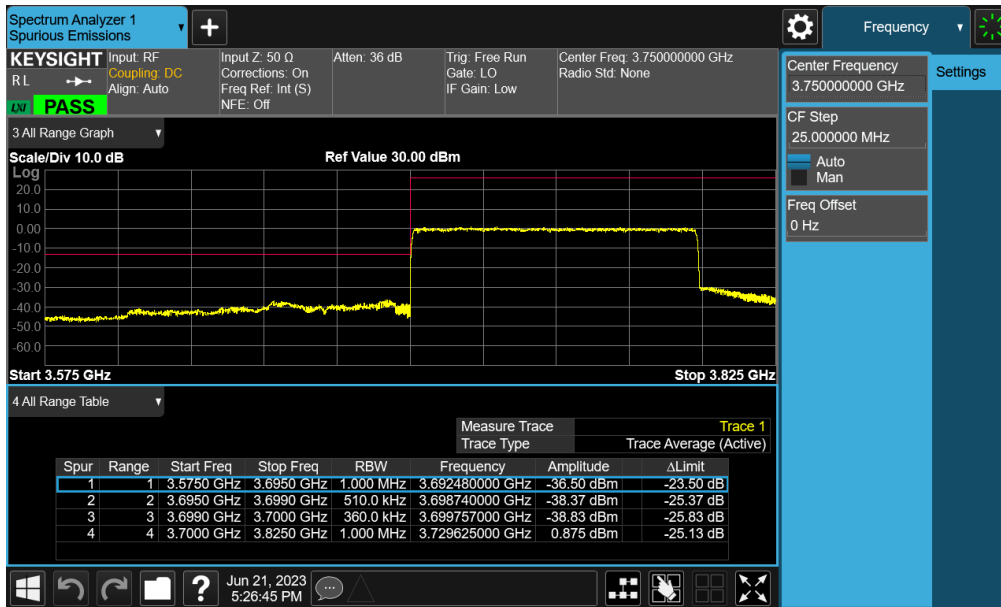 Spectrum Analyzer 1
Spurious Emissions
Frequency
KEYSIGHT
R L
LXI PASS
Input: RF
Coupling: DC
Align: Auto
Input Z: 50 Ω
Corrections: On
Freq Ref: Int (S)
NFE: Off
Atten: 36 dB
Trig: Free Run
Gate: LO
IF Gain: Low
Center Freq: 3.750000000 GHz
Radio Std: None
Center Frequency
3.750000000 GHz
Settings
CF Step
25.000000 MHz
Auto
Man
Freq Offset
0 Hz
3 All Range Graph
Scale/Div 10.0 dB
Ref Value 30.00 dBm
Log
20.0
10.0
0.00
-10.0
-20.0
-30.0
-40.0
-50.0
-60.0
Start 3.575 GHz
Stop 3.825 GHz
4 All Range Table
Measure Trace Trace 1
Trace Type Trace Average (Active)
Spur Range Start Freq Stop Freq RBW Frequency Amplitude ΔLimit
1 1 3.5750 GHz 3.6950 GHz 1.000 MHz 3.692480000 GHz -36.50 dBm -23.50 dB
2 2 3.6950 GHz 3.6990 GHz 510.0 kHz 3.698740000 GHz -38.37 dBm -25.37 dB
3 3 3.6990 GHz 3.7000 GHz 360.0 kHz 3.699757000 GHz -38.83 dBm -25.83 dB
4 4 3.7000 GHz 3.8250 GHz 1.000 MHz 3.729625000 GHz 0.875 dBm -25.13 dB
?
Jun 21, 2023
5:26:45 PM